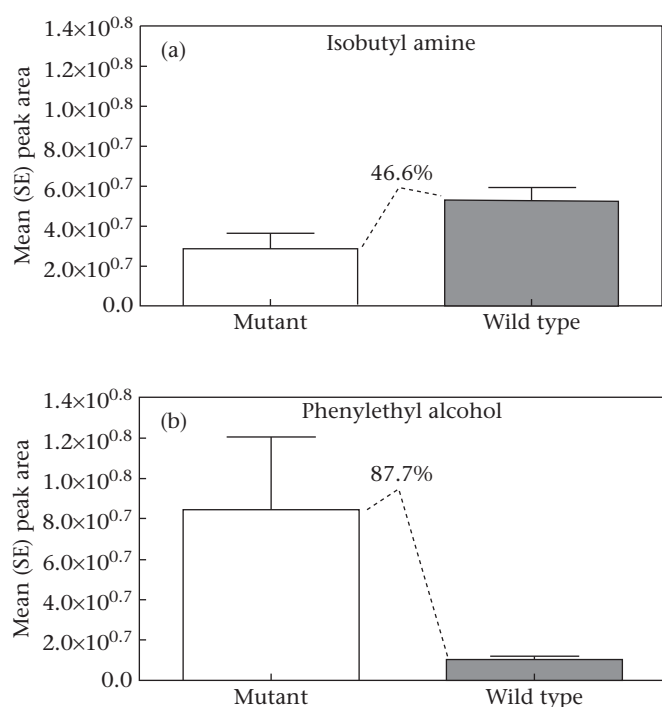 1.4×10^0.8
(a)
Isobutyl amine
1.2×10^0.8
1.0×10^0.8
8.0×10^0.7
6.0×10^0.7
46.6%
4.0×10^0.7
2.0×10^0.7
0.0
Mean (SE) peak area
Mutant
Wild type
1.4×10^0.8
(b)
Phenylethyl alcohol
1.2×10^0.8
1.0×10^0.8
87.7%
8.0×10^0.7
6.0×10^0.7
4.0×10^0.7
2.0×10^0.7
0.0
Mean (SE) peak area
Mutant
Wild type